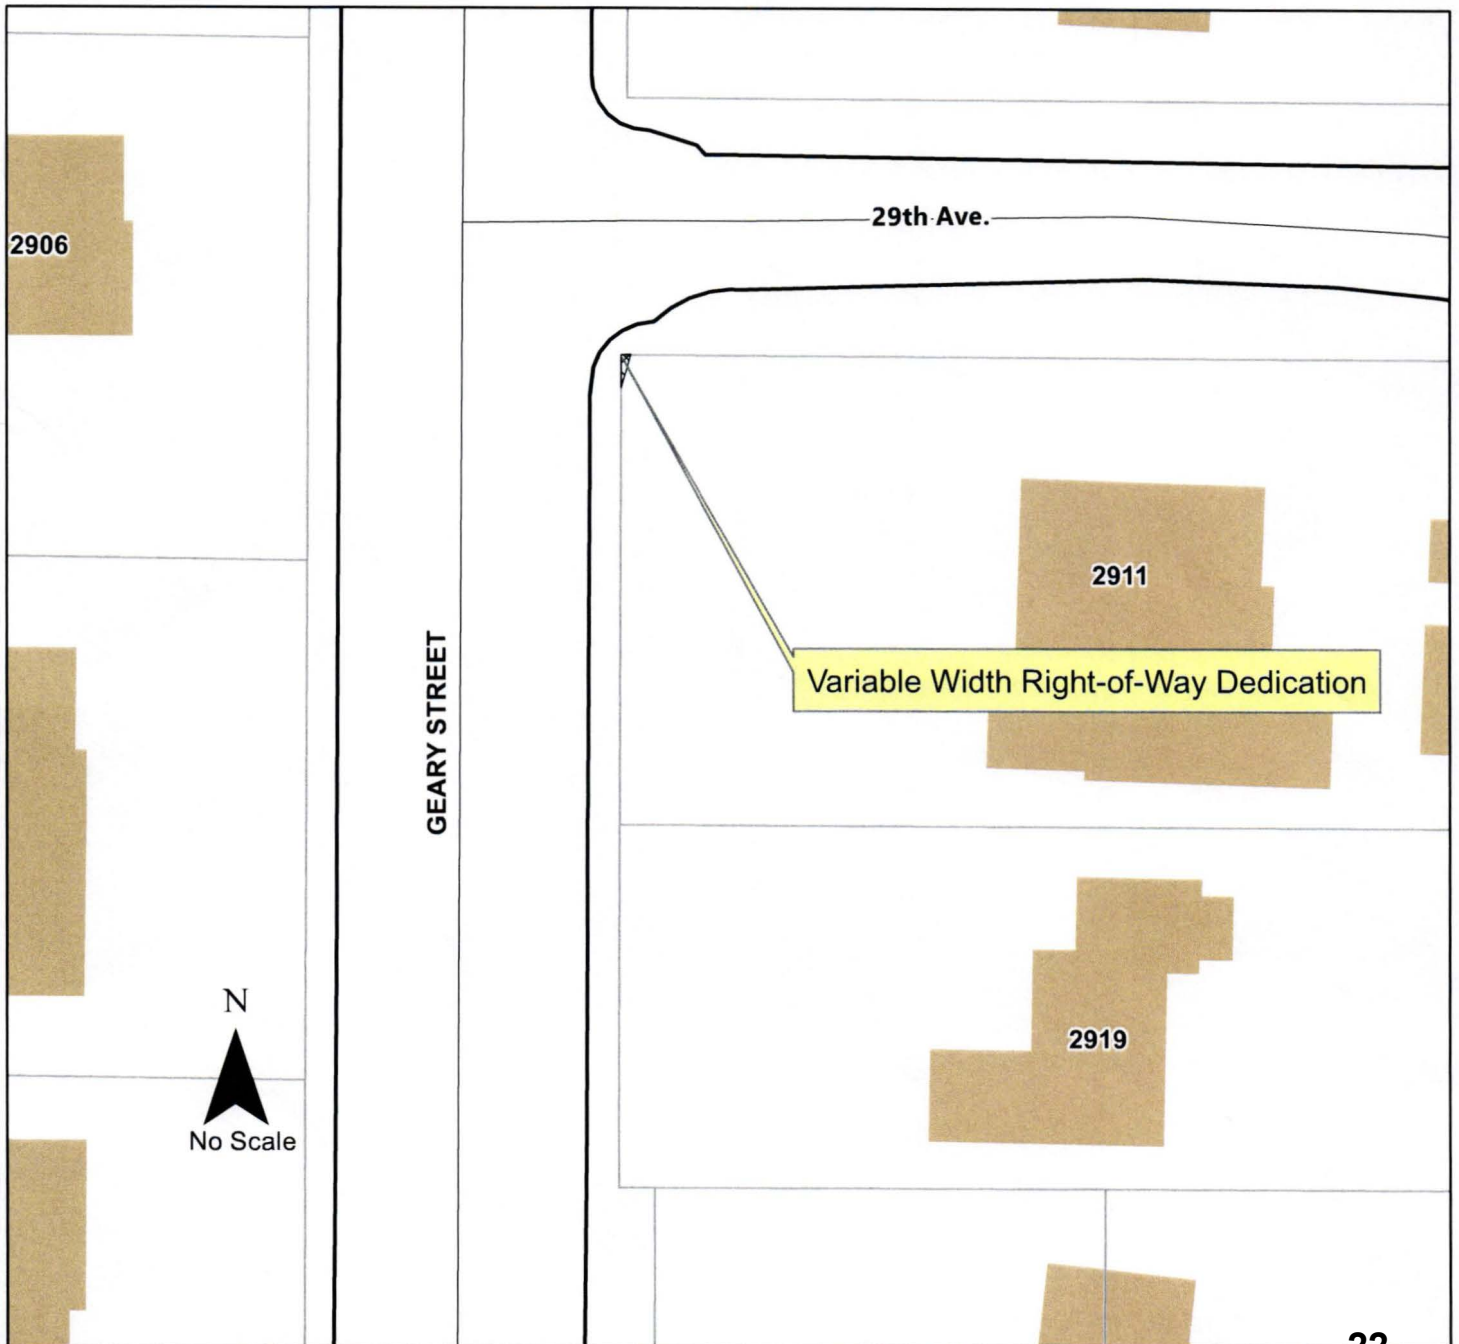 29th Ave.
2906
2911
GEARY STREET
Variable Width Right-of-Way Dedication
N
2919
No Scale